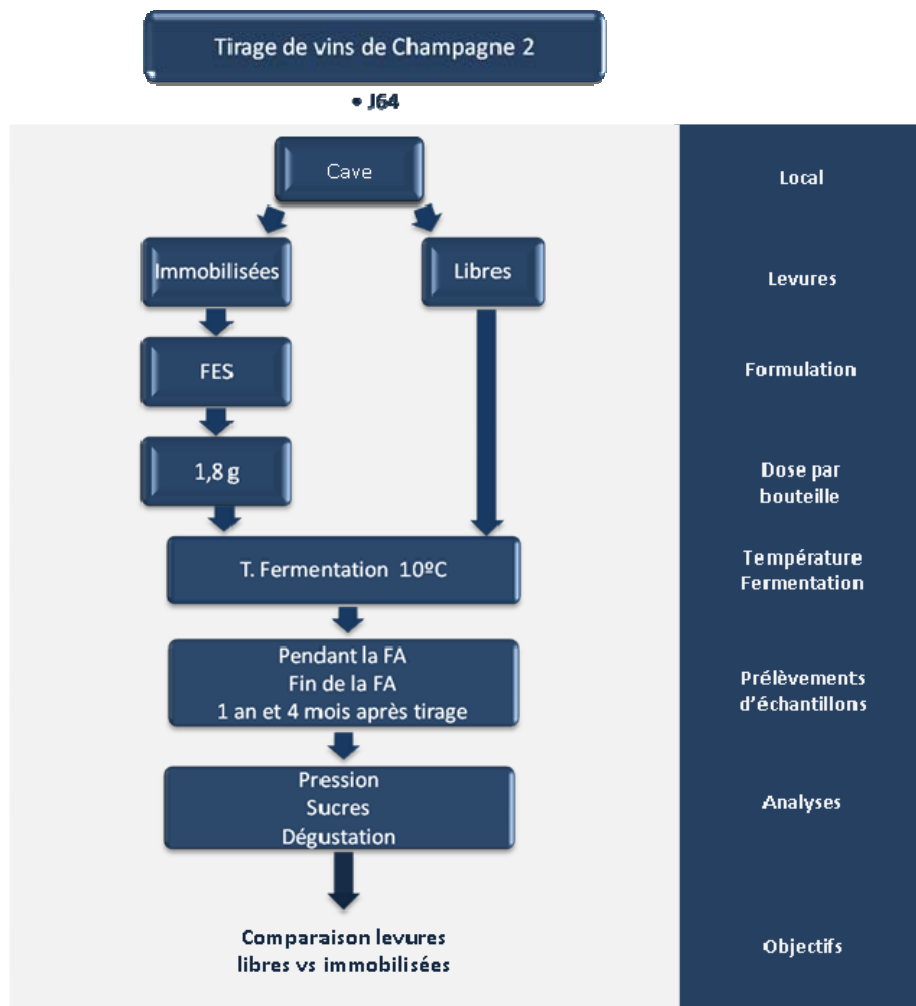 Tirage de vins de Champagne 2
• J64
Cave
Local
Immobilisées
Libres
Levures
FES
Formulation
1,8 g
Dose par
bouteille
T. Fermentation 10ºC
Température
Fermentation
Pendant la FA
Fin de la FA
1 an et 4 mois après tirage
Prélèvements
d'échantillons
Pression
Sucres
Dégustation
Analyses
Comparaison levures
libres vs immobilisées
Objectifs